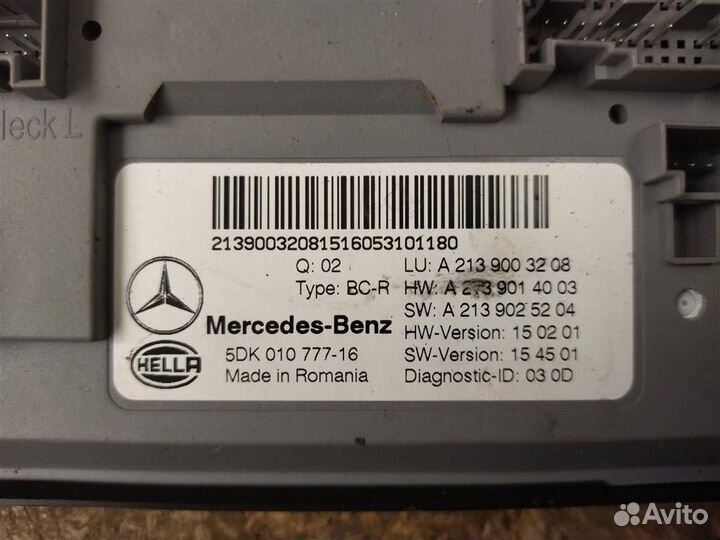 leck L
21390032081516053101180
Q: 02 LU: A 213 900 32 08
Type: BC-R HW: A 213 901 40 03
Mercedes-Benz SW: A 213 902 52 04
HW-Version: 15 02 01
HELLA 5DK 010 777-16 SW-Version: 15 45 01
Made in Romania Diagnostic-ID: 03 0D
Avito